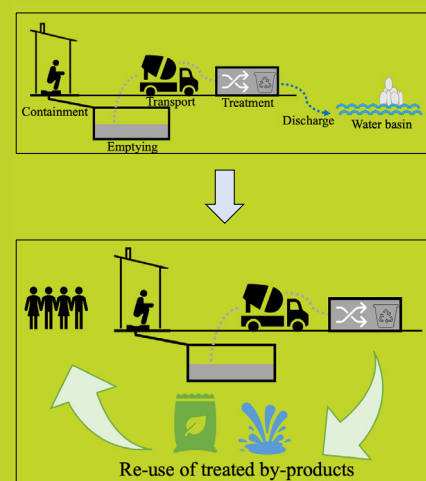 Containment
Transport
Treatment
Emptying
Discharge
Water basin
Re-use of treated by-products